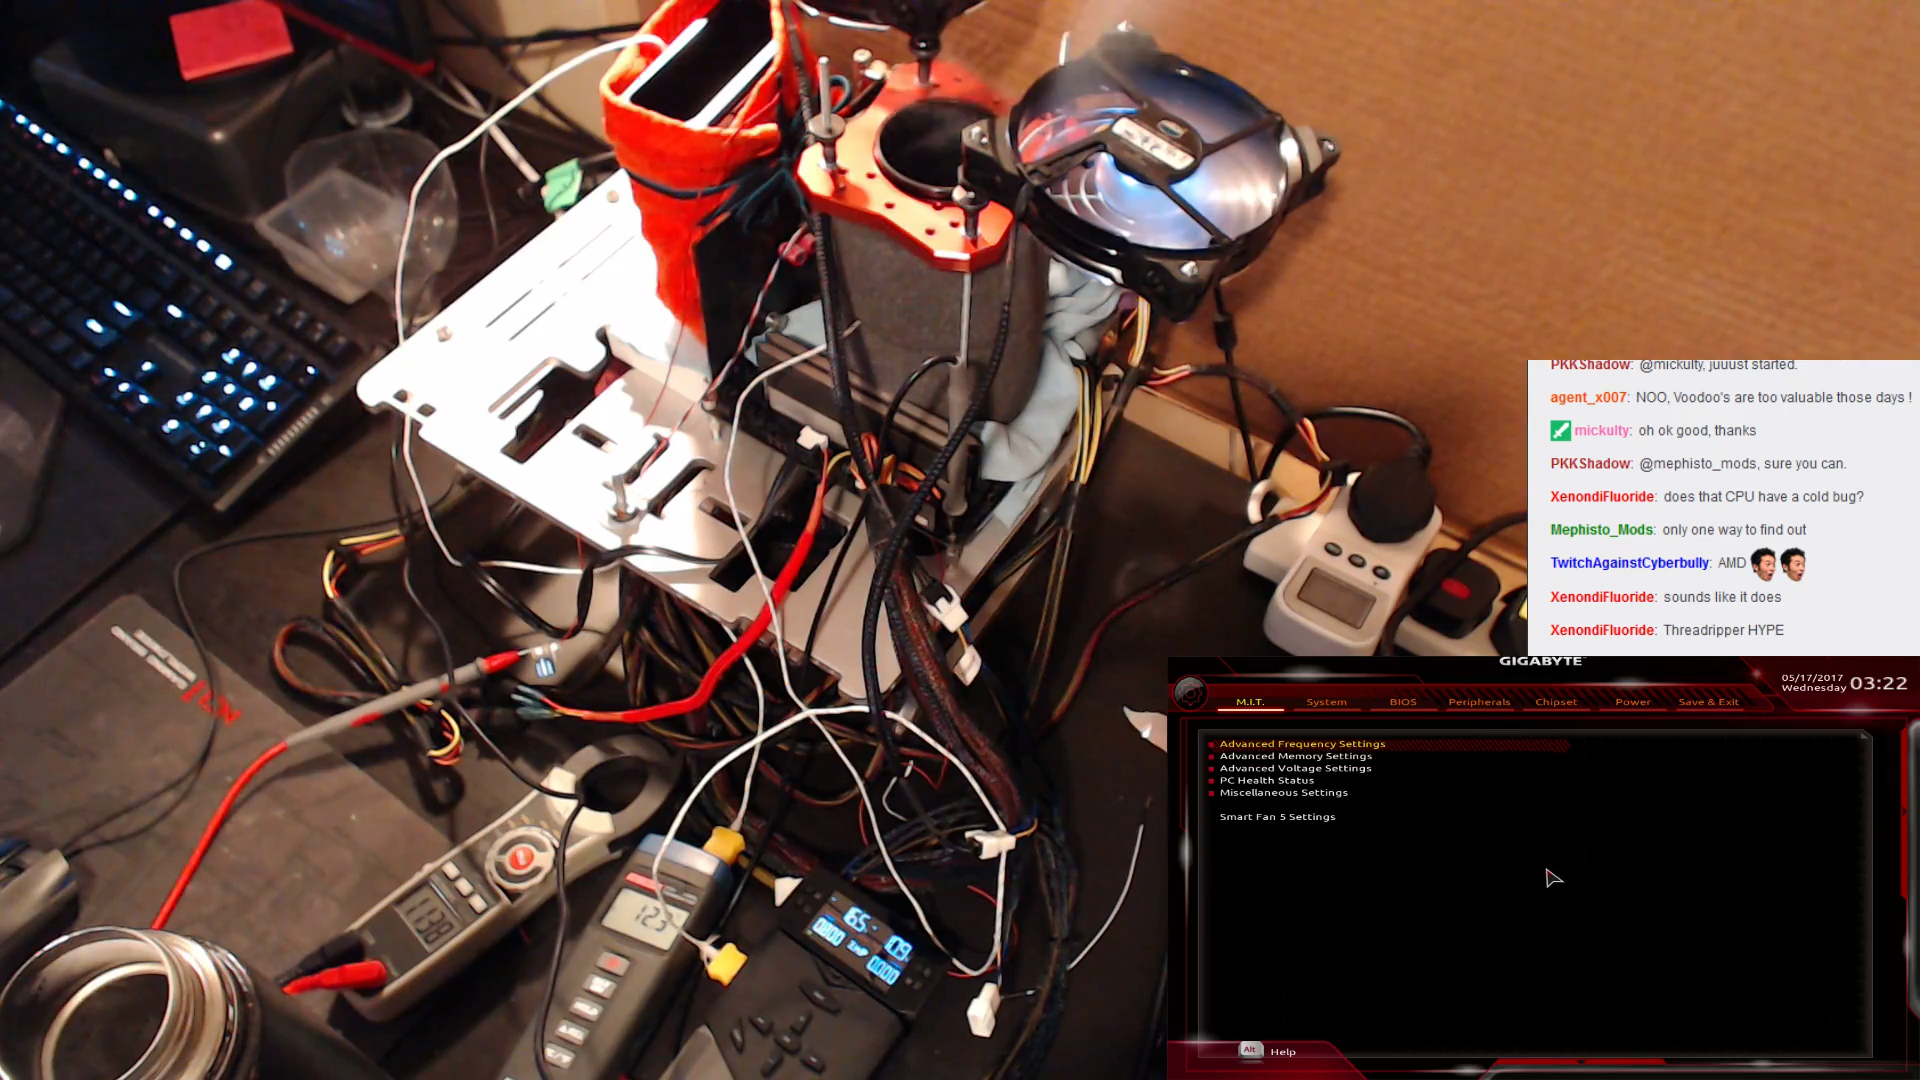 PKKShadow: @mickulty, juuust started.
agent_x007: NOO, Voodoo's are too valuable those days !
mickulty: oh ok good, thanks
PKKShadow: @mephisto_mods, sure you can.
XenondiFluoride: does that CPU have a cold bug?
Mephisto_Mods: only one way to find out
TwitchAgainstCyberbully: AMD
XenondiFluoride: sounds like it does
XenondiFluoride: Threadripper HYPE
GIGABYTE
05/17/2017
Wednesday 03:22
M.I.T. System BIOS Peripherals Chipset Power Save & Exit
Advanced Frequency Settings
Advanced Memory Settings
Advanced Voltage Settings
PC Health Status
Miscellaneous Settings
Smart Fan 5 Settings
Alt Help
12.3